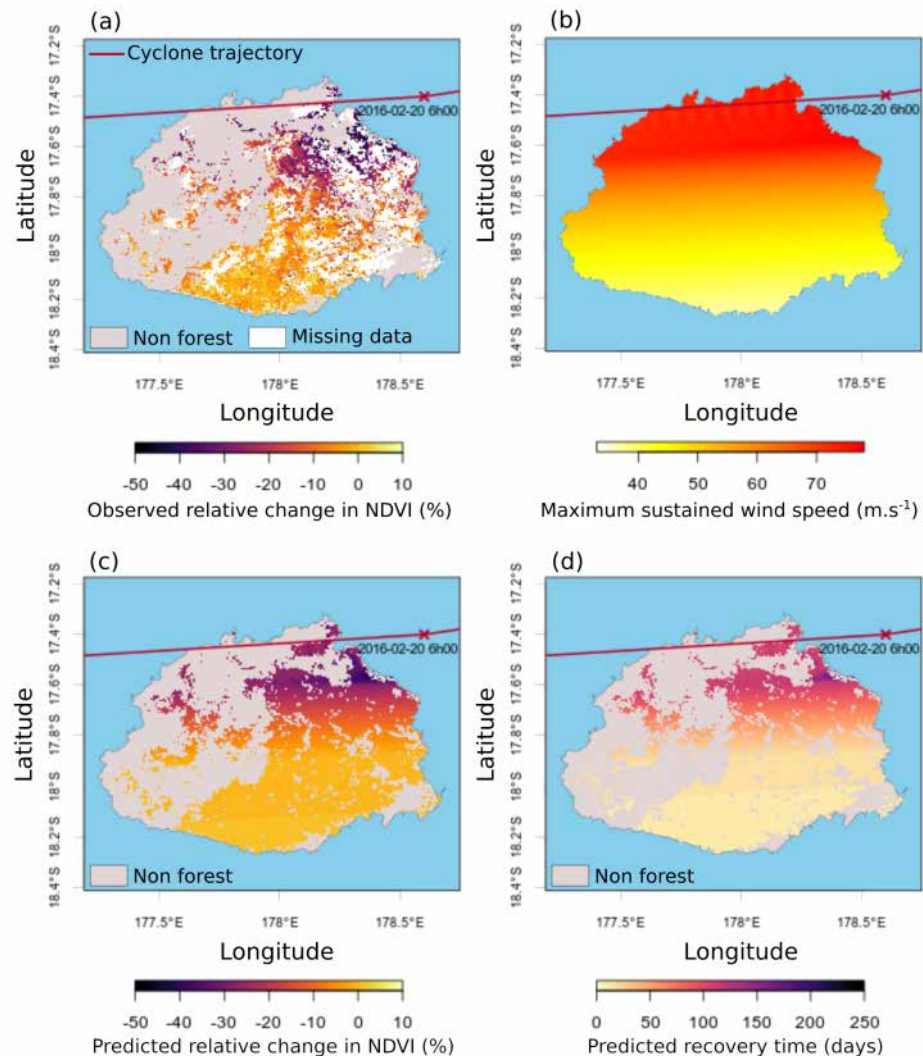 (a)
Cyclone trajectory
2016-02-20 6h00
17.2°S
17.4°S
17.6°S
17.8°S
18°S
18.2°S
18.4°S
Latitude
Non forest
Missing data
177.5°E
178°E
178.5°E
Longitude
-50 -40 -30 -20 -10 0 10
Observed relative change in NDVI (%)
(b)
2016-02-20 6h00
17.2°S
17.4°S
17.6°S
17.8°S
18°S
18.2°S
18.4°S
Latitude
177.5°E
178°E
178.5°E
Longitude
40 50 60 70
Maximum sustained wind speed (m.s⁻¹)
(c)
2016-02-20 6h00
17.2°S
17.4°S
17.6°S
17.8°S
18°S
18.2°S
18.4°S
Latitude
Non forest
177.5°E
178°E
178.5°E
Longitude
-50 -40 -30 -20 -10 0 10
Predicted relative change in NDVI (%)
(d)
2016-02-20 6h00
17.2°S
17.4°S
17.6°S
17.8°S
18°S
18.2°S
18.4°S
Latitude
Non forest
177.5°E
178°E
178.5°E
Longitude
0 50 100 150 200 250
Predicted recovery time (days)